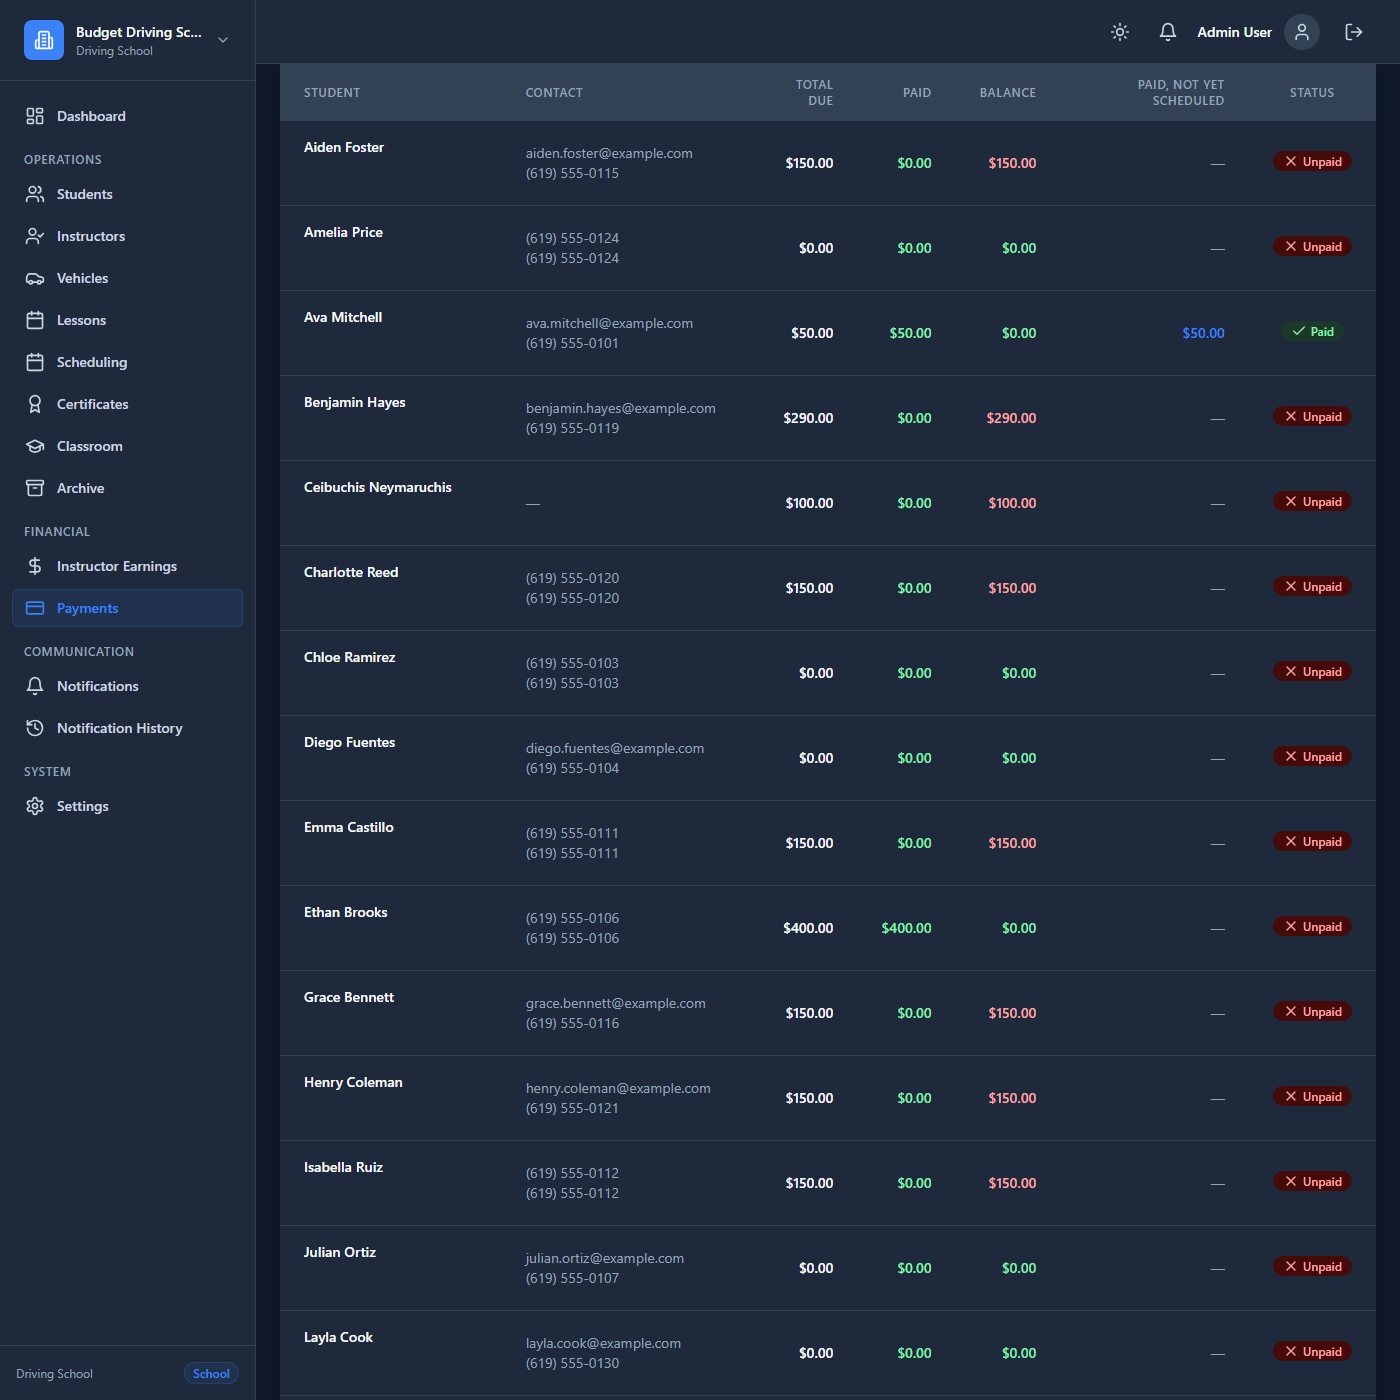 Budget Driving Sc...
Driving School
Admin User
Dashboard
OPERATIONS
Students
Instructors
Vehicles
Lessons
Scheduling
Certificates
Classroom
Archive
FINANCIAL
Instructor Earnings
Payments
COMMUNICATION
Notifications
Notification History
SYSTEM
Settings
Driving School
School
STUDENT CONTACT TOTAL DUE PAID BALANCE PAID, NOT YET SCHEDULED STATUS
Aiden Foster
aiden.foster@example.com
(619) 555-0115
$150.00 $0.00 $150.00 — Unpaid
Amelia Price
(619) 555-0124
(619) 555-0124
$0.00 $0.00 $0.00 — Unpaid
Ava Mitchell
ava.mitchell@example.com
(619) 555-0101
$50.00 $50.00 $0.00 $50.00 Paid
Benjamin Hayes
benjamin.hayes@example.com
(619) 555-0119
$290.00 $0.00 $290.00 — Unpaid
Ceibuchis Neymaruchis
— $100.00 $0.00 $100.00 — Unpaid
Charlotte Reed
(619) 555-0120
(619) 555-0120
$150.00 $0.00 $150.00 — Unpaid
Chloe Ramirez
(619) 555-0103
(619) 555-0103
$0.00 $0.00 $0.00 — Unpaid
Diego Fuentes
diego.fuentes@example.com
(619) 555-0104
$0.00 $0.00 $0.00 — Unpaid
Emma Castillo
(619) 555-0111
(619) 555-0111
$150.00 $0.00 $150.00 — Unpaid
Ethan Brooks
(619) 555-0106
(619) 555-0106
$400.00 $400.00 $0.00 — Unpaid
Grace Bennett
grace.bennett@example.com
(619) 555-0116
$150.00 $0.00 $150.00 — Unpaid
Henry Coleman
henry.coleman@example.com
(619) 555-0121
$150.00 $0.00 $150.00 — Unpaid
Isabella Ruiz
(619) 555-0112
(619) 555-0112
$150.00 $0.00 $150.00 — Unpaid
Julian Ortiz
julian.ortiz@example.com
(619) 555-0107
$0.00 $0.00 $0.00 — Unpaid
Layla Cook
layla.cook@example.com
(619) 555-0130
$0.00 $0.00 $0.00 — Unpaid